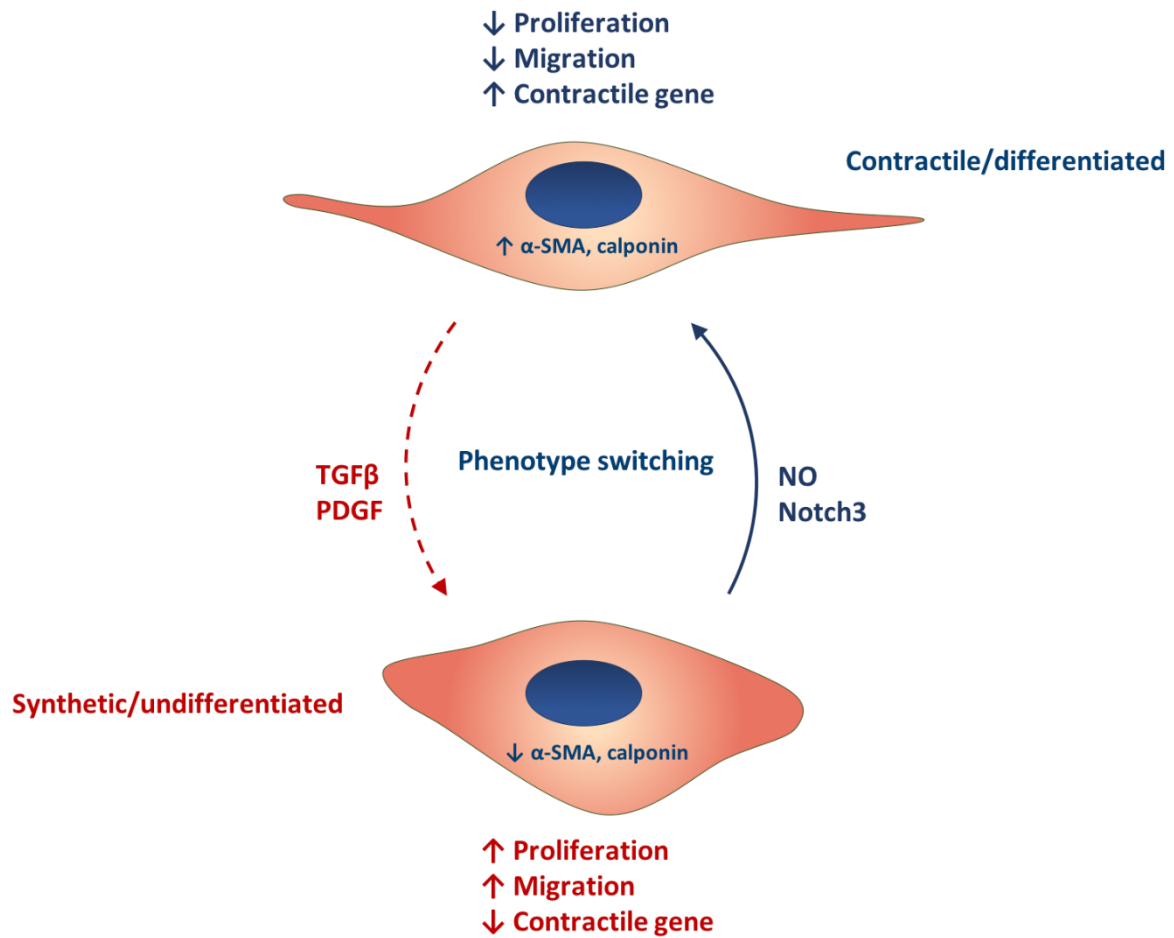 ↓ Proliferation
↓ Migration
↑ Contractile gene
Contractile/differentiated
↑ α-SMA, calponin
TGFβ
PDGF
Phenotype switching
NO
Notch3
Synthetic/undifferentiated
↓ α-SMA, calponin
↑ Proliferation
↑ Migration
↓ Contractile gene